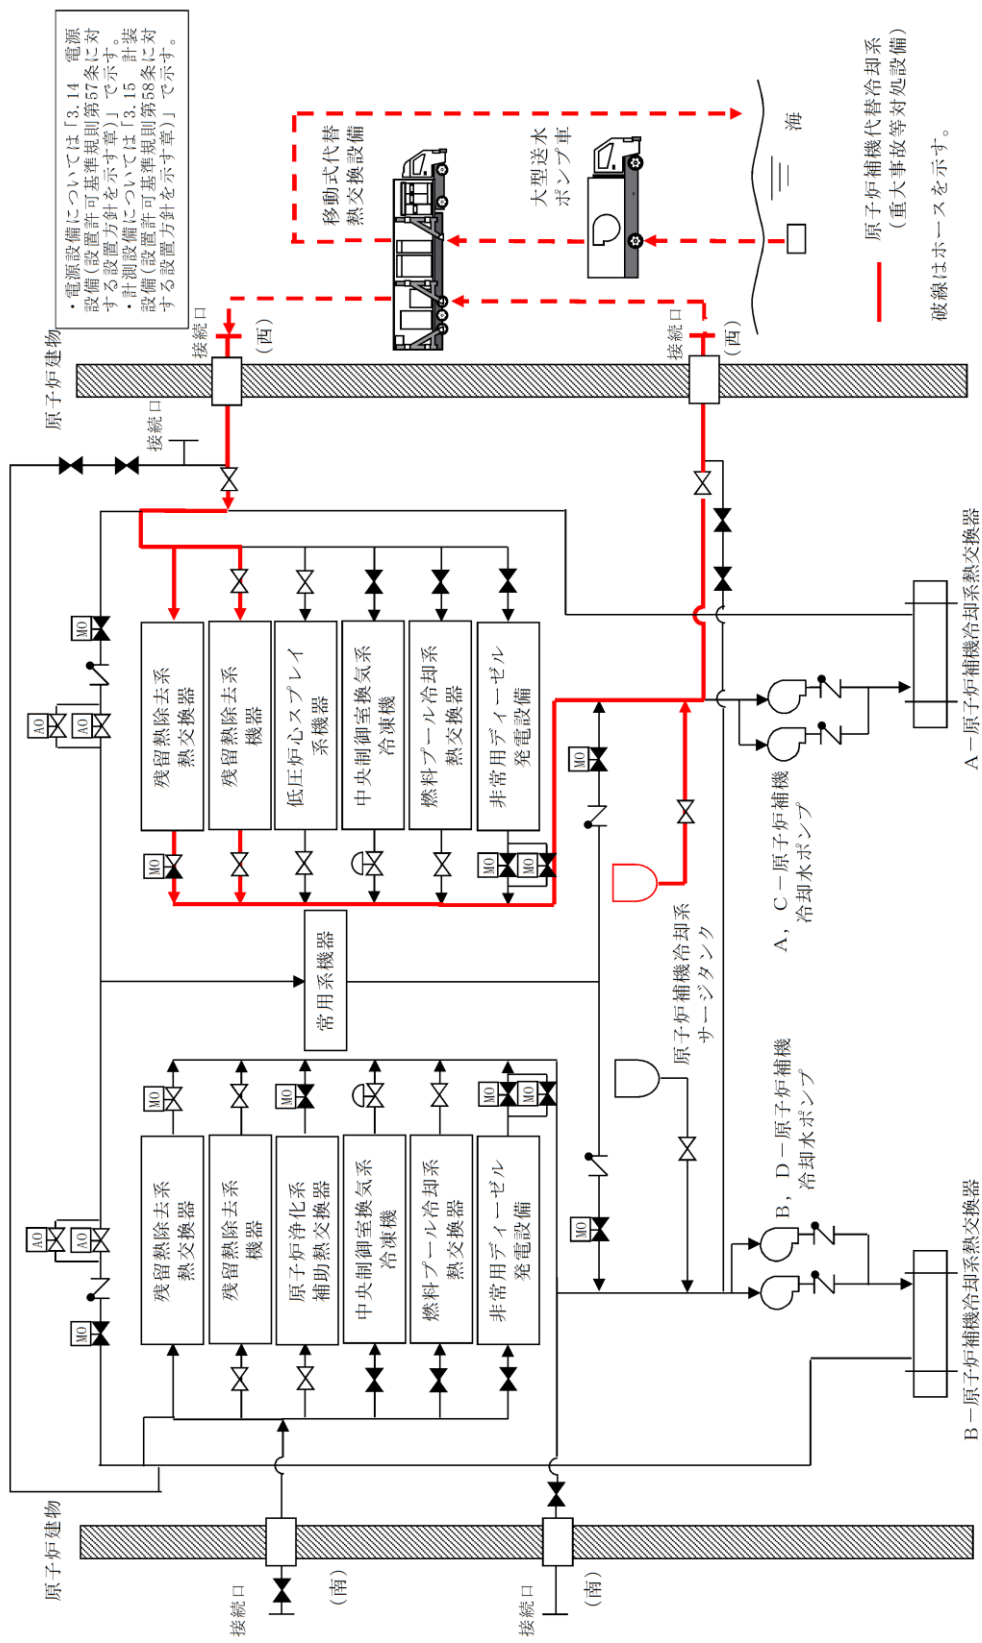 ・電源設備については「3.14 電源
設備(設置許可基準規則第57条に対
する設置方針を示す章)」で示す。
・計測設備については「3.15 計装
設備(設置許可基準規則第58条に対
する設置方針を示す章)」で示す。
原子炉建物
原子炉建物
接続口
接続口
(西)
接続口
(西)
接続口
(南)
接続口
(南)
移動式代替
熱交換設備
大型送水
ポンプ車
海
原子炉補機代替冷却系
(重大事故等対処設備)
破線はホースを示す。
MO
AO
AO
AO
AO
MO
残留熱除去系
熱交換器
残留熱除去系
機器
原子炉浄化系
補助熱交換器
中央制御室換気系
冷凍機
燃料プール冷却系
熱交換器
非常用ディーゼル
発電設備
MO
MO
MO
MO
常用系機器
残留熱除去系
熱交換器
残留熱除去系
機器
低圧炉心スプレイ
系機器
中央制御室換気系
冷凍機
燃料プール冷却系
熱交換器
非常用ディーゼル
発電設備
MO
MO
MO
MO
MO
原子炉補機冷却系
サージタンク
B,D-原子炉補機
冷却水ポンプ
A,C-原子炉補機
冷却水ポンプ
B-原子炉補機冷却系熱交換器
A-原子炉補機冷却系熱交換器